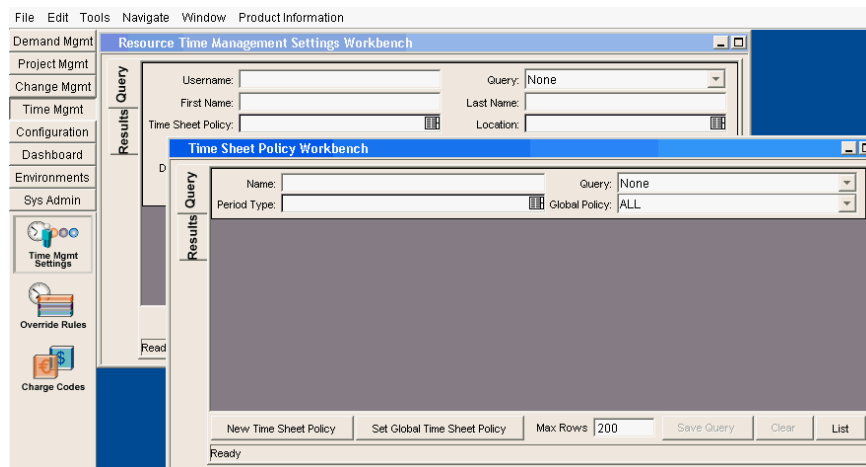 File Edit Tools Navigate Window Product Information
Demand Mgmt
Project Mgmt
Change Mgmt
Time Mgmt
Configuration
Dashboard
Environments
Sys Admin
Time Mgmt
Settings
Override Rules
Charge Codes
Resource Time Management Settings Workbench
Query
Results
Username:
Query: None
First Name:
Last Name:
Time Sheet Policy:
Location:
D
Read
Time Sheet Policy Workbench
Query
Results
Name:
Query: None
Period Type:
Global Policy: ALL
New Time Sheet Policy
Set Global Time Sheet Policy
Max Rows 200
Save Query
Clear
List
Ready